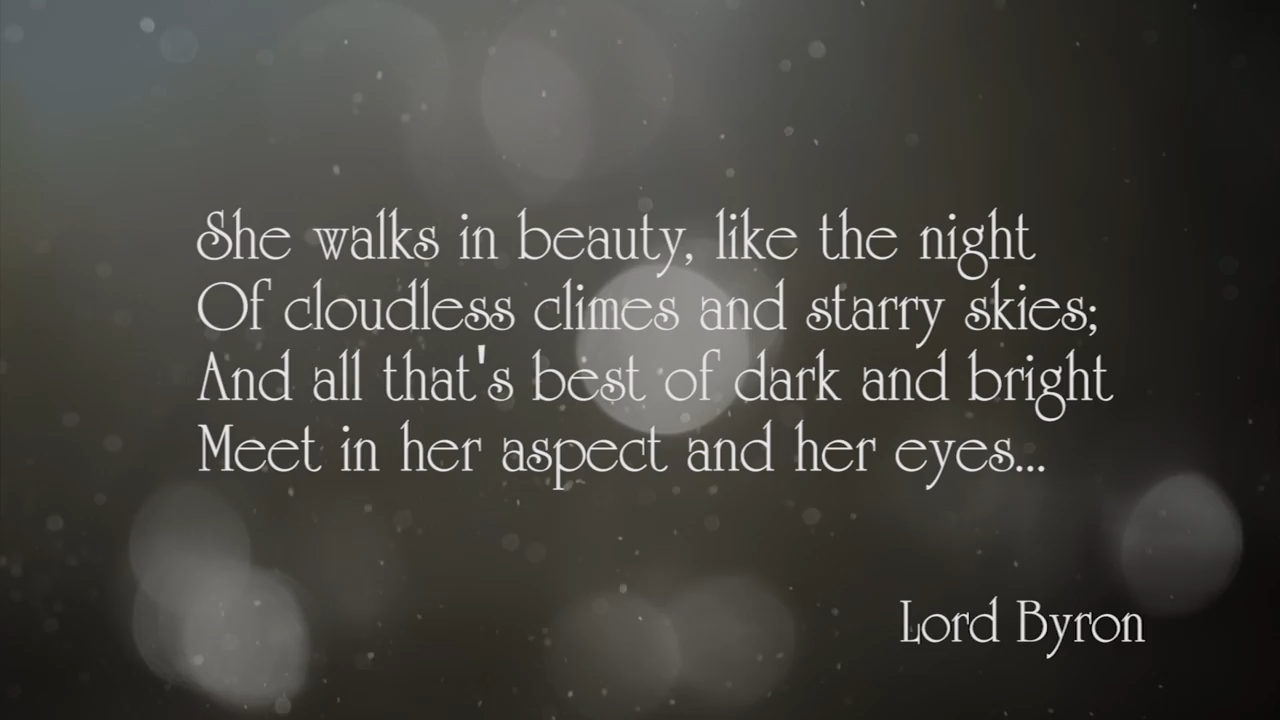 She walks in beauty, like the night
Of cloudless climes and starry skies;
And all that's best of dark and bright
Meet in her aspect and her eyes...
Lord Byron